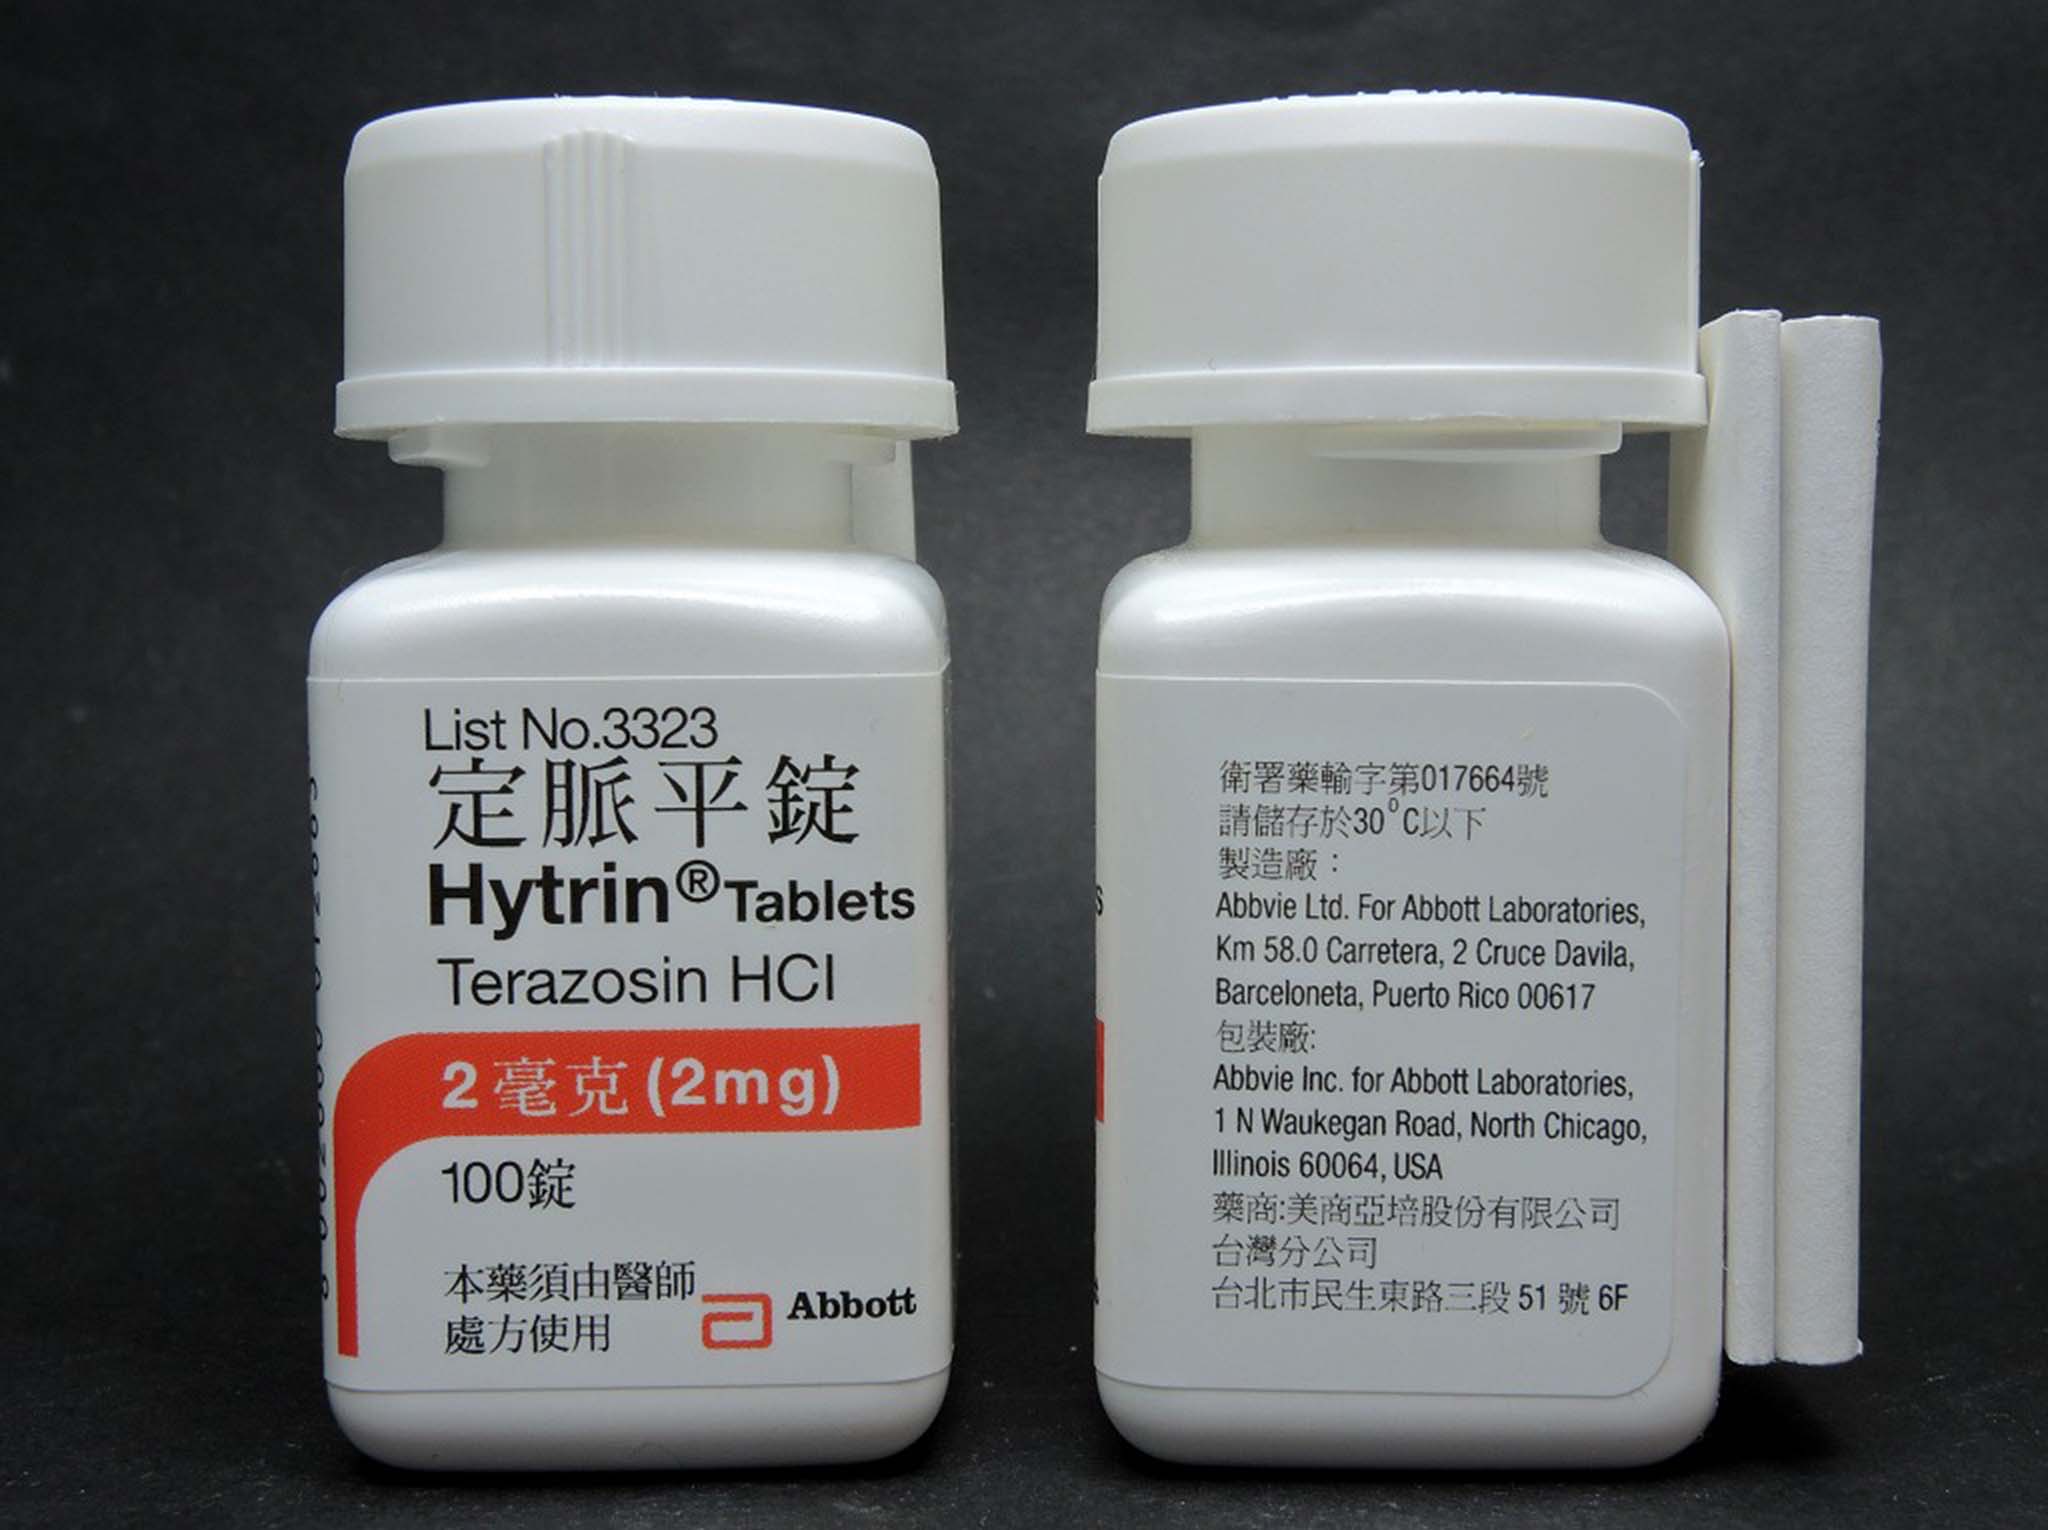 List No.3323
定脈平錠
Hytrin® Tablets
Terazosin HCl
2毫克(2mg)
100錠
本藥須由醫師
處方使用
Abbott
衛署藥輸字第017664號
請儲存於30°C以下
製造廠：
Abbvie Ltd. For Abbott Laboratories,
Km 58.0 Carretera, 2 Cruce Davila,
Barceloneta, Puerto Rico 00617
包裝廠:
Abbvie Inc. for Abbott Laboratories,
1 N Waukegan Road, North Chicago,
Illinois 60064, USA
藥商:美商亞培股份有限公司
台灣分公司
台北市民生東路三段 51 號 6F